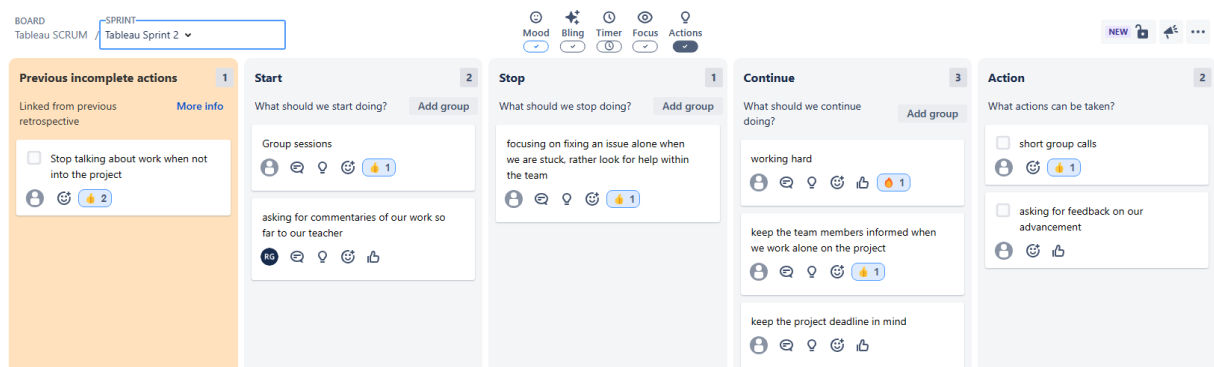 BOARD
SPRINT
Tableau SCRUM / Tableau Sprint 2
Mood Bling Timer Focus Actions
NEW
Previous incomplete actions 1
Linked from previous
retrospective
More info
Stop talking about work when not
into the project
2
Start 2
What should we start doing? Add group
Group sessions
1
asking for commentaries of our work so
far to our teacher
RG
Stop 1
What should we stop doing? Add group
focusing on fixing an issue alone when
we are stuck, rather look for help within
the team
1
Continue 3
What should we continue
doing?
Add group
working hard
1
keep the team members informed when
we work alone on the project
1
keep the project deadline in mind
Action 2
What actions can be taken?
short group calls
1
asking for feedback on our
advancement